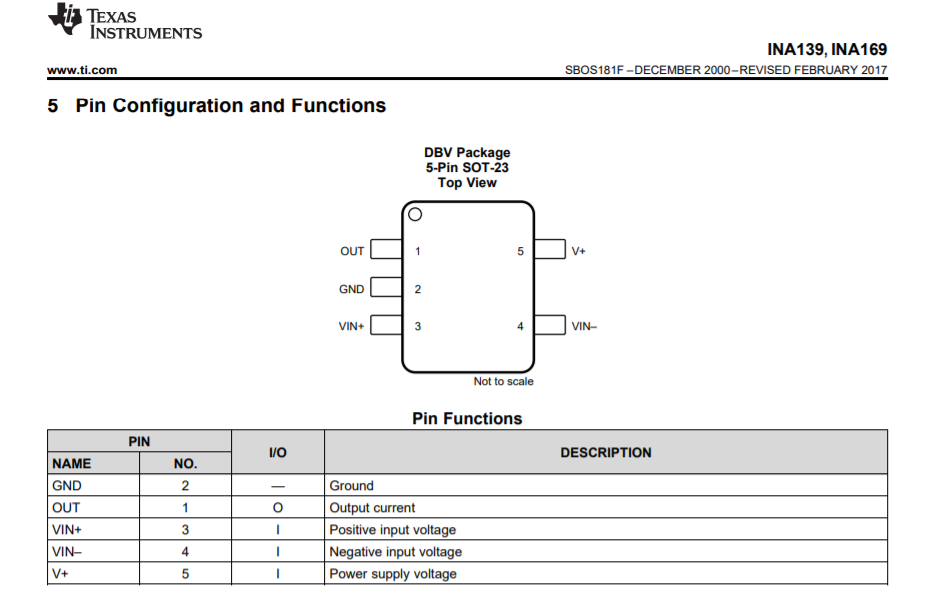 TEXAS
INSTRUMENTS
INA139, INA169
www.ti.com
SBOS181F –DECEMBER 2000–REVISED FEBRUARY 2017
5 Pin Configuration and Functions
DBV Package
5-Pin SOT-23
Top View
OUT 1 5 V+
GND 2
VIN+ 3 4 VIN–
Not to scale
Pin Functions
PIN I/O DESCRIPTION
NAME NO.
GND 2 — Ground
OUT 1 O Output current
VIN+ 3 I Positive input voltage
VIN– 4 I Negative input voltage
V+ 5 I Power supply voltage